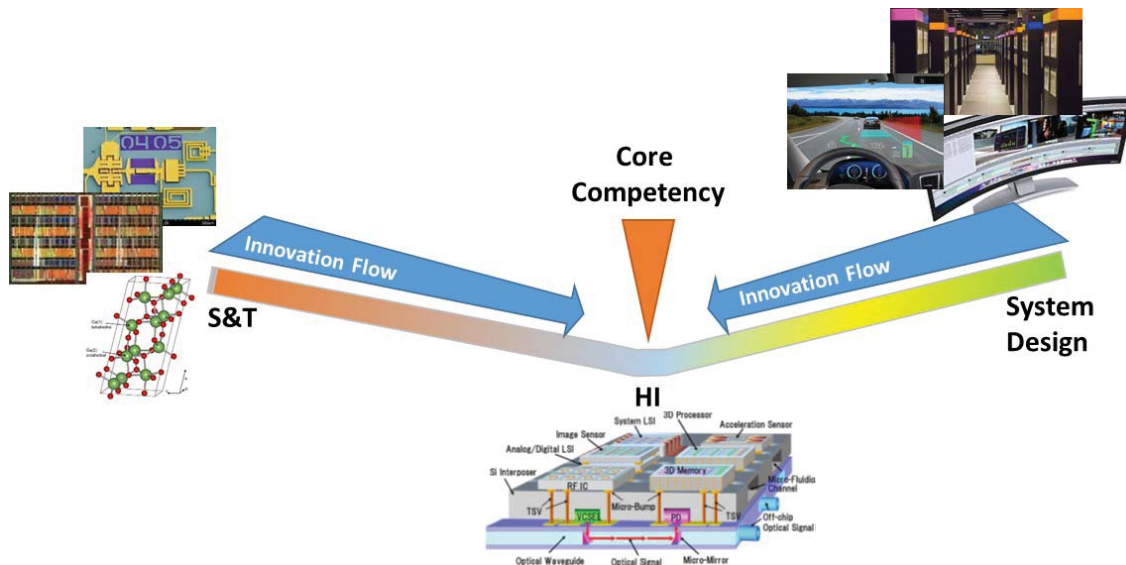 0405
Core
Competency
Innovation Flow
Innovation Flow
S&T
System
Design
HI
System LSI
3D Processor
Acceleration Sensor
Image Sensor
Analog/Digital LSI
Si Interposer
3D Memory
RF IC
Micro-Fluidic
Channel
TSV
Micro-Bump
TSV
VCSEL
PD
Off-chip
Optical Signal
Optical Waveguide
Optical Signal
Micro-Mirror